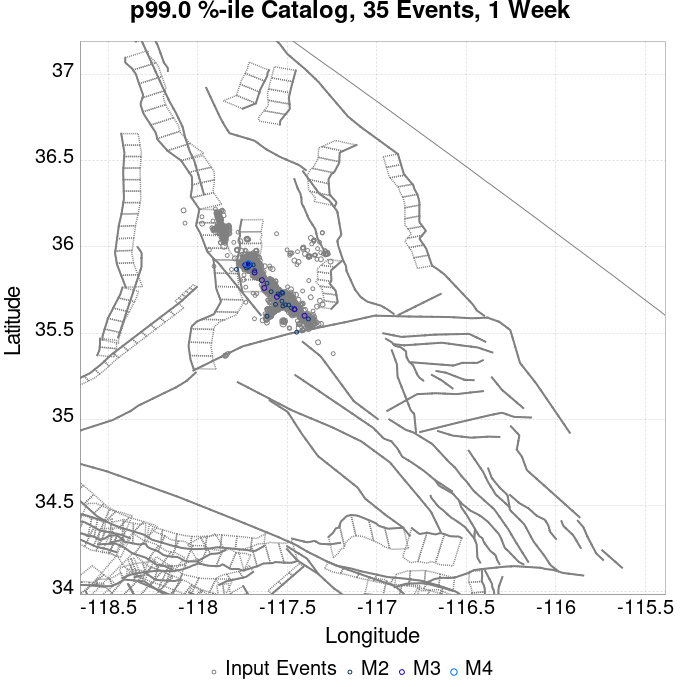 p99.0 %-ile Catalog, 35 Events, 1 Week
37
36.5
36
35.5
35
34.5
34
Latitude
-118.5 -118 -117.5 -117 -116.5 -116 -115.5
Longitude
Input Events M2 M3 M4